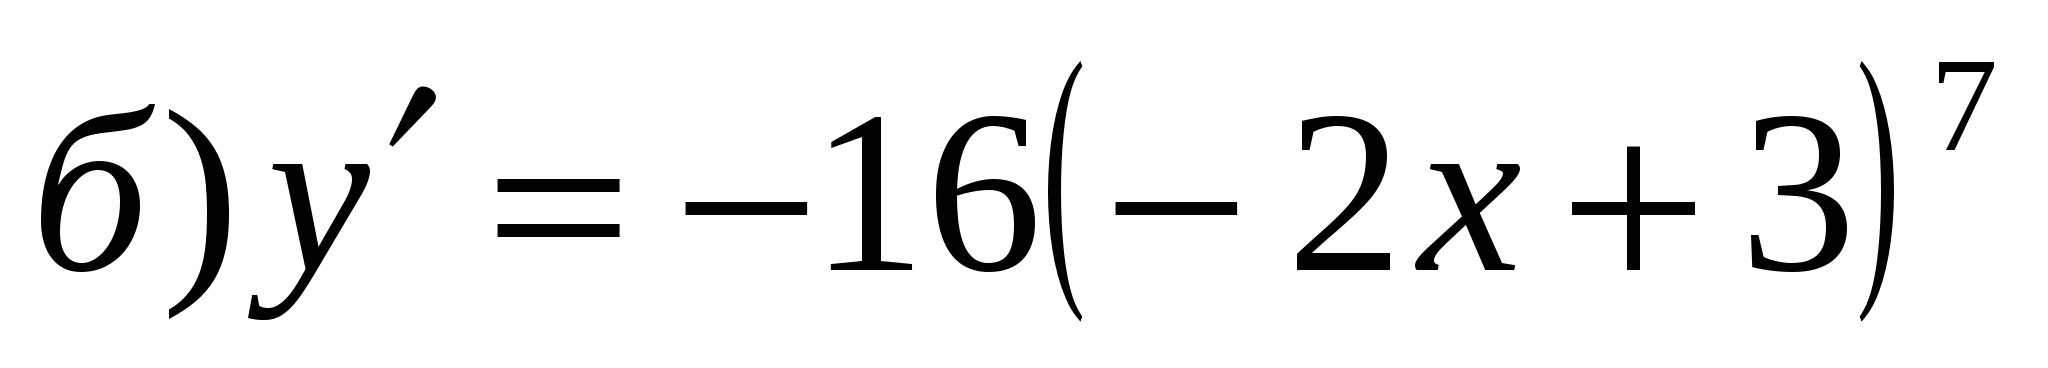 б) y′ = −16(− 2x + 3)⁷